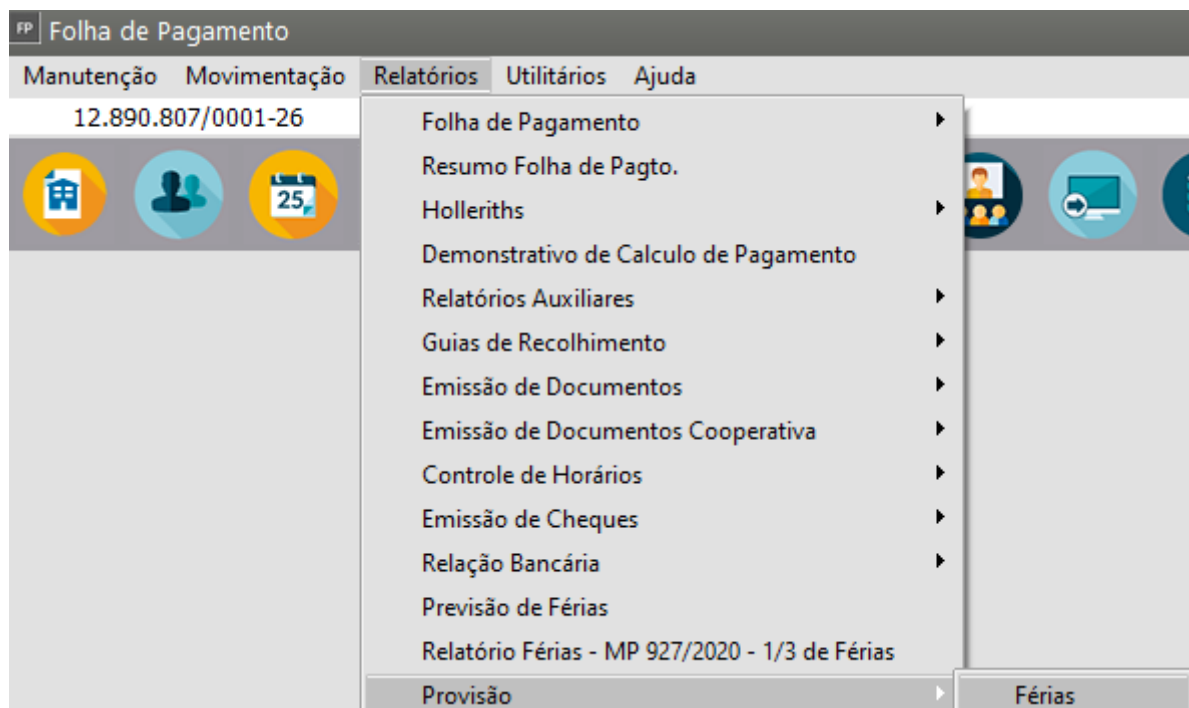 FP Folha de Pagamento
Manutenção Movimentação Relatórios Utilitários Ajuda
12.890.807/0001-26
25
Folha de Pagamento
Resumo Folha de Pagto.
Holleriths
Demonstrativo de Calculo de Pagamento
Relatórios Auxiliares
Guias de Recolhimento
Emissão de Documentos
Emissão de Documentos Cooperativa
Controle de Horários
Emissão de Cheques
Relação Bancária
Previsão de Férias
Relatório Férias - MP 927/2020 - 1/3 de Férias
Provisão Férias